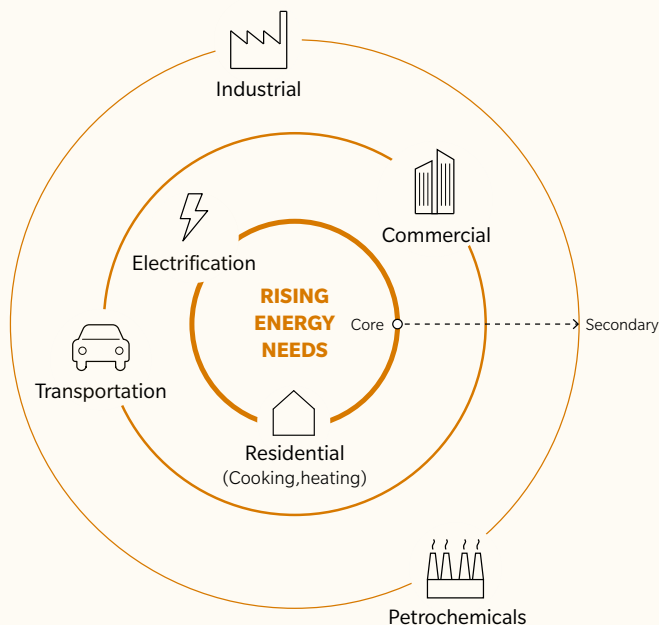 Industrial
Commercial
Electrification
RISING
ENERGY
NEEDS
Core
Secondary
Transportation
Residential
(Cooking,heating)
Petrochemicals